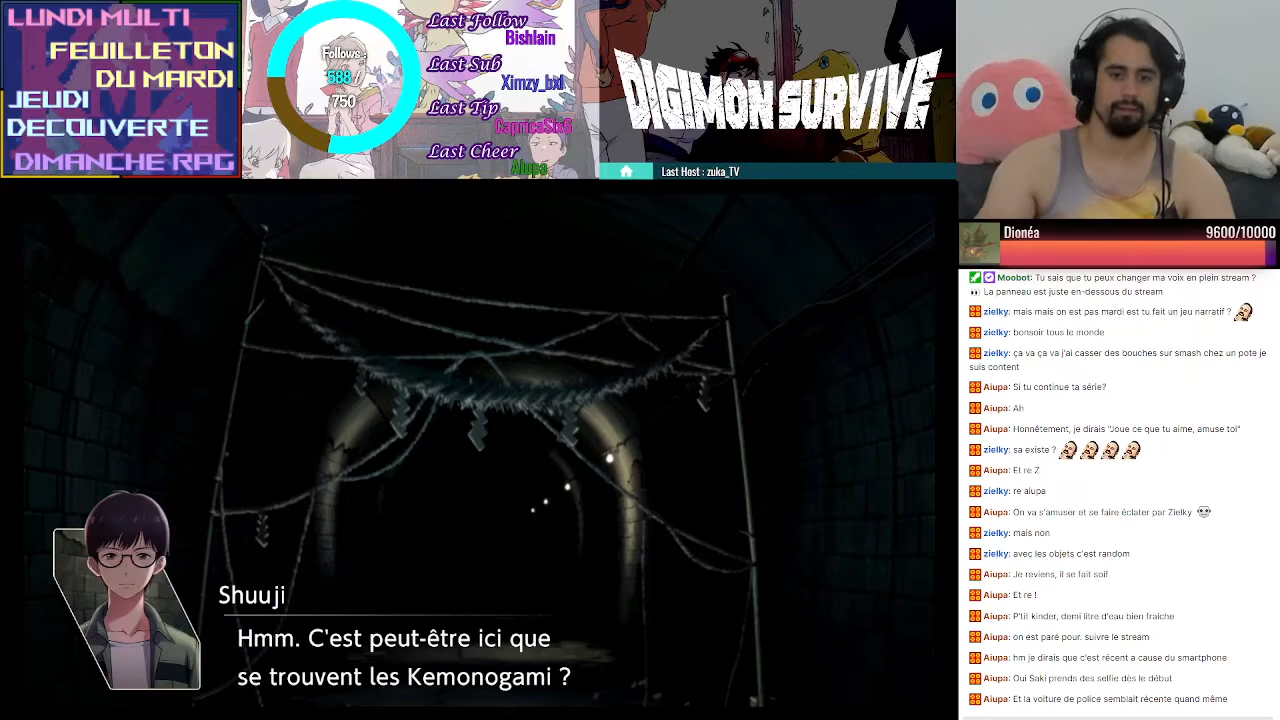 LUNDI MULTI
FEUILLETON
DU MARDI
JEUDI
DECOUVERTE
DIMANCHE RPG
Follows :
588 /
750
Last Follow
Bishlain
Last Sub
Ximzy_bxl
Last Tip
CapricaSix6
Last Cheer
Aiupa
DIGIMON SURVIVE
Last Host : zuka_TV
Dionéa 9600/10000
Moobot: Tu sais que tu peux changer ma voix en plein stream ?
La panneau est juste en-dessous du stream
zielky: mais mais on est pas mardi est tu fait un jeu narratif ?
zielky: bonsoir tous le monde
zielky: ça va ça va j'ai casser des bouches sur smash chez un pote je
suis content
Aiupa: Si tu continue ta série?
Aiupa: Ah
Aiupa: Honnêtement, je dirais "Joue ce que tu aime, amuse toi"
zielky: sa existe ?
Aiupa: Et re Z
zielky: re aiupa
Aiupa: On va s'amuser et se faire éclater par Zielky
zielky: mais non
zielky: avec les objets c'est random
Aiupa: Je reviens, il se fait soif
Aiupa: Et re !
Aiupa: P'tit kinder, demi litre d'eau bien fraiche
Aiupa: on est paré pour. suivre le stream
Aiupa: hm je dirais que c'est récent a cause du smartphone
Aiupa: Oui Saki prends des selfie dès le début
Aiupa: Et la voiture de police semblait récente quand même
Shuuji
Hmm. C'est peut-être ici que
se trouvent les Kemonogami ?